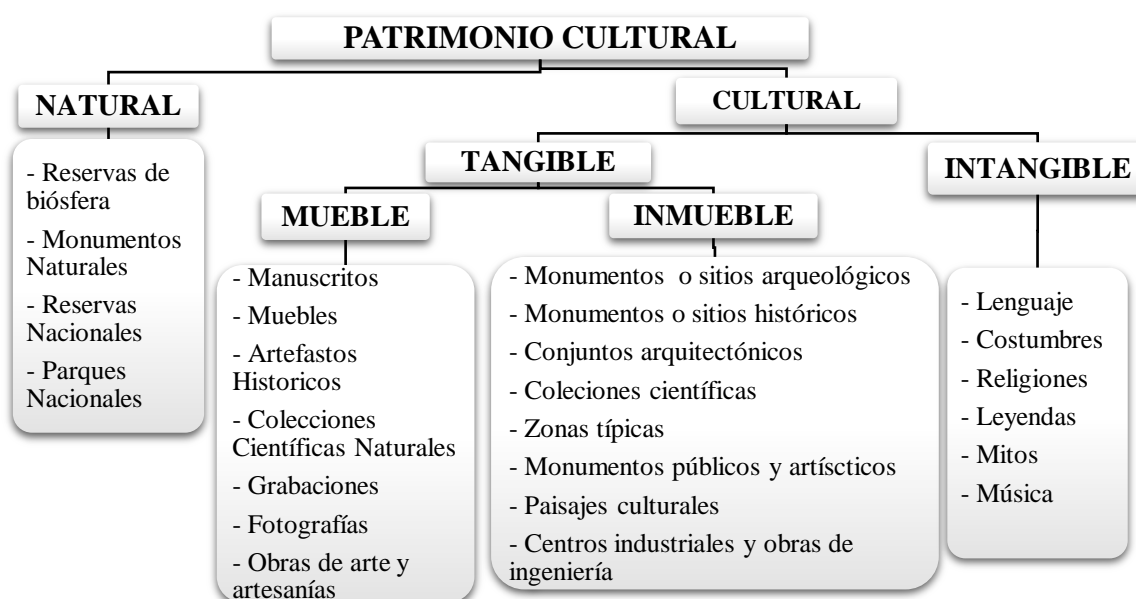 PATRIMONIO CULTURAL
NATURAL
- Reservas de
biósfera
- Monumentos
Naturales
- Reservas
Nacionales
- Parques
Nacionales
CULTURAL
TANGIBLE
MUEBLE
- Manuscritos
- Muebles
- Artefastos
Historicos
- Colecciones
Científicas Naturales
- Grabaciones
- Fotografías
- Obras de arte y
artesanías
INMUEBLE
- Monumentos o sitios arqueológicos
- Monumentos o sitios históricos
- Conjuntos arquitectónicos
- Coleciones científicas
- Zonas típicas
- Monumentos públicos y artíscticos
- Paisajes culturales
- Centros industriales y obras de
ingeniería
INTANGIBLE
- Lenguaje
- Costumbres
- Religiones
- Leyendas
- Mitos
- Música